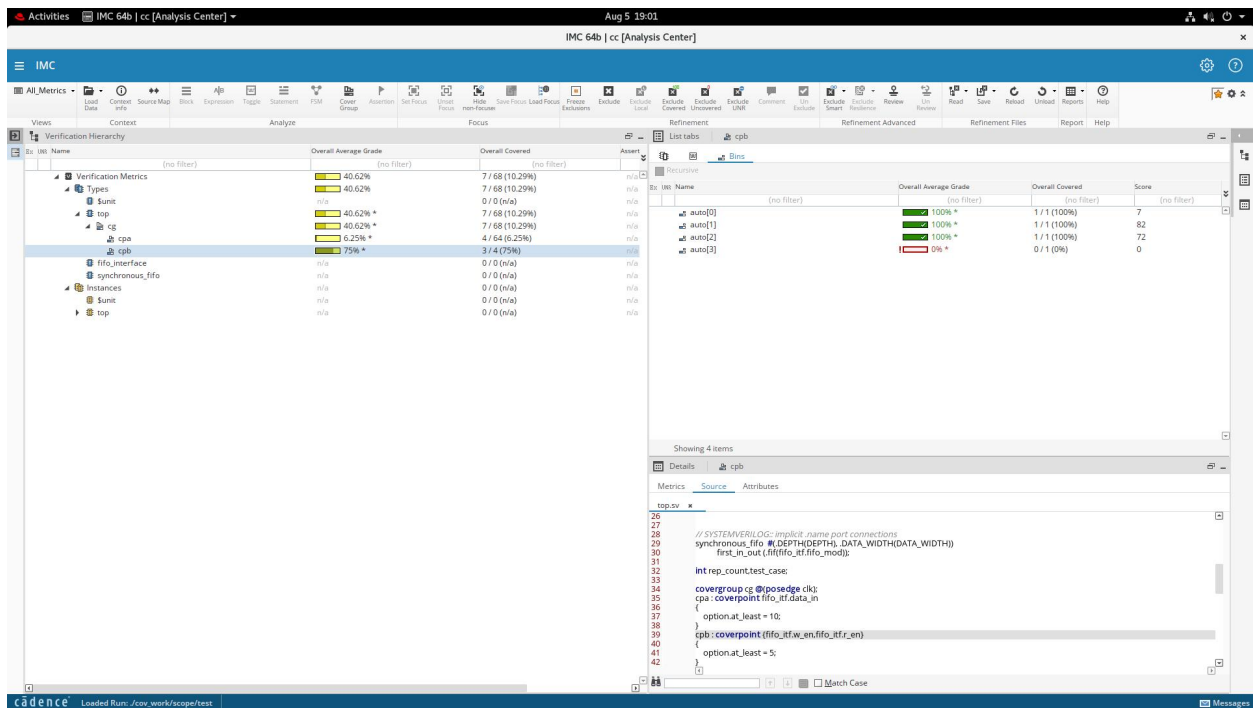 Activities IMC 64b | cc [Analysis Center] Aug 5 19:01
IMC 64b | cc [Analysis Center]
IMC
All_Metrics Load Data Context info Source Map Block Expression Toggle Statement FSM Cover Group Assertion Set Focus Unset Focus Hide non-focuse Save Focus Load Focus Freeze Exclusions Exclude Exclude Local Exclude Covered Exclude Uncovered Exclude UNR Comment Un Exclude Exclude Smart Exclude Resilience Review Un Review Read Save Ex Reload Unload Reports Help
Views Context Analyze Focus Refinement Refinement Advanced Refinement Files Report Help
Verification Hierarchy
Ex UNR Name Overall Average Grade Overall Covered Assert
(no filter) (no filter) (no filter)
Verification Metrics 40.62% 7 / 68 (10.29%) n/a
Types 40.62% 7 / 68 (10.29%) n/a
$unit n/a 0 / 0 (n/a) n/a
top 40.62% * 7 / 68 (10.29%) n/a
cg 40.62% * 7 / 68 (10.29%) n/a
cpa 6.25% * 4 / 64 (6.25%) n/a
cpb 75% * 3 / 4 (75%) n/a
fifo_interface n/a 0 / 0 (n/a) n/a
synchronous_fifo n/a 0 / 0 (n/a) n/a
Instances n/a 0 / 0 (n/a) n/a
$unit n/a 0 / 0 (n/a) n/a
top n/a 0 / 0 (n/a) n/a
List tabs cpb
Bins
Recursive
Ex UNR Name Overall Average Grade Overall Covered Score
(no filter) (no filter) (no filter) (no filter)
auto[0] 100% * 1 / 1 (100%) 7
auto[1] 100% * 1 / 1 (100%) 82
auto[2] 100% * 1 / 1 (100%) 72
auto[3] ! 0% * 0 / 1 (0%) 0
Showing 4 items
Details cpb
Metrics Source Attributes
top.sv
26
27
28 // SYSTEMVERILOG:: implicit .name port connections
29 synchronous_fifo #(.DEPTH(DEPTH), .DATA_WIDTH(DATA_WIDTH))
30 first_in_out (.fif(fifo_itf.fifo_mod));
31
32 int rep_count,test_case;
33
34 covergroup cg @(posedge clk);
35 cpa : coverpoint fifo_itf.data_in
36 {
37 option.at_least = 10;
38 }
39 cpb : coverpoint {fifo_itf.w_en,fifo_itf.r_en}
40 {
41 option.at_least = 5;
42 }
Match Case
cādence Loaded Run: ./cov_work/scope/test Messages